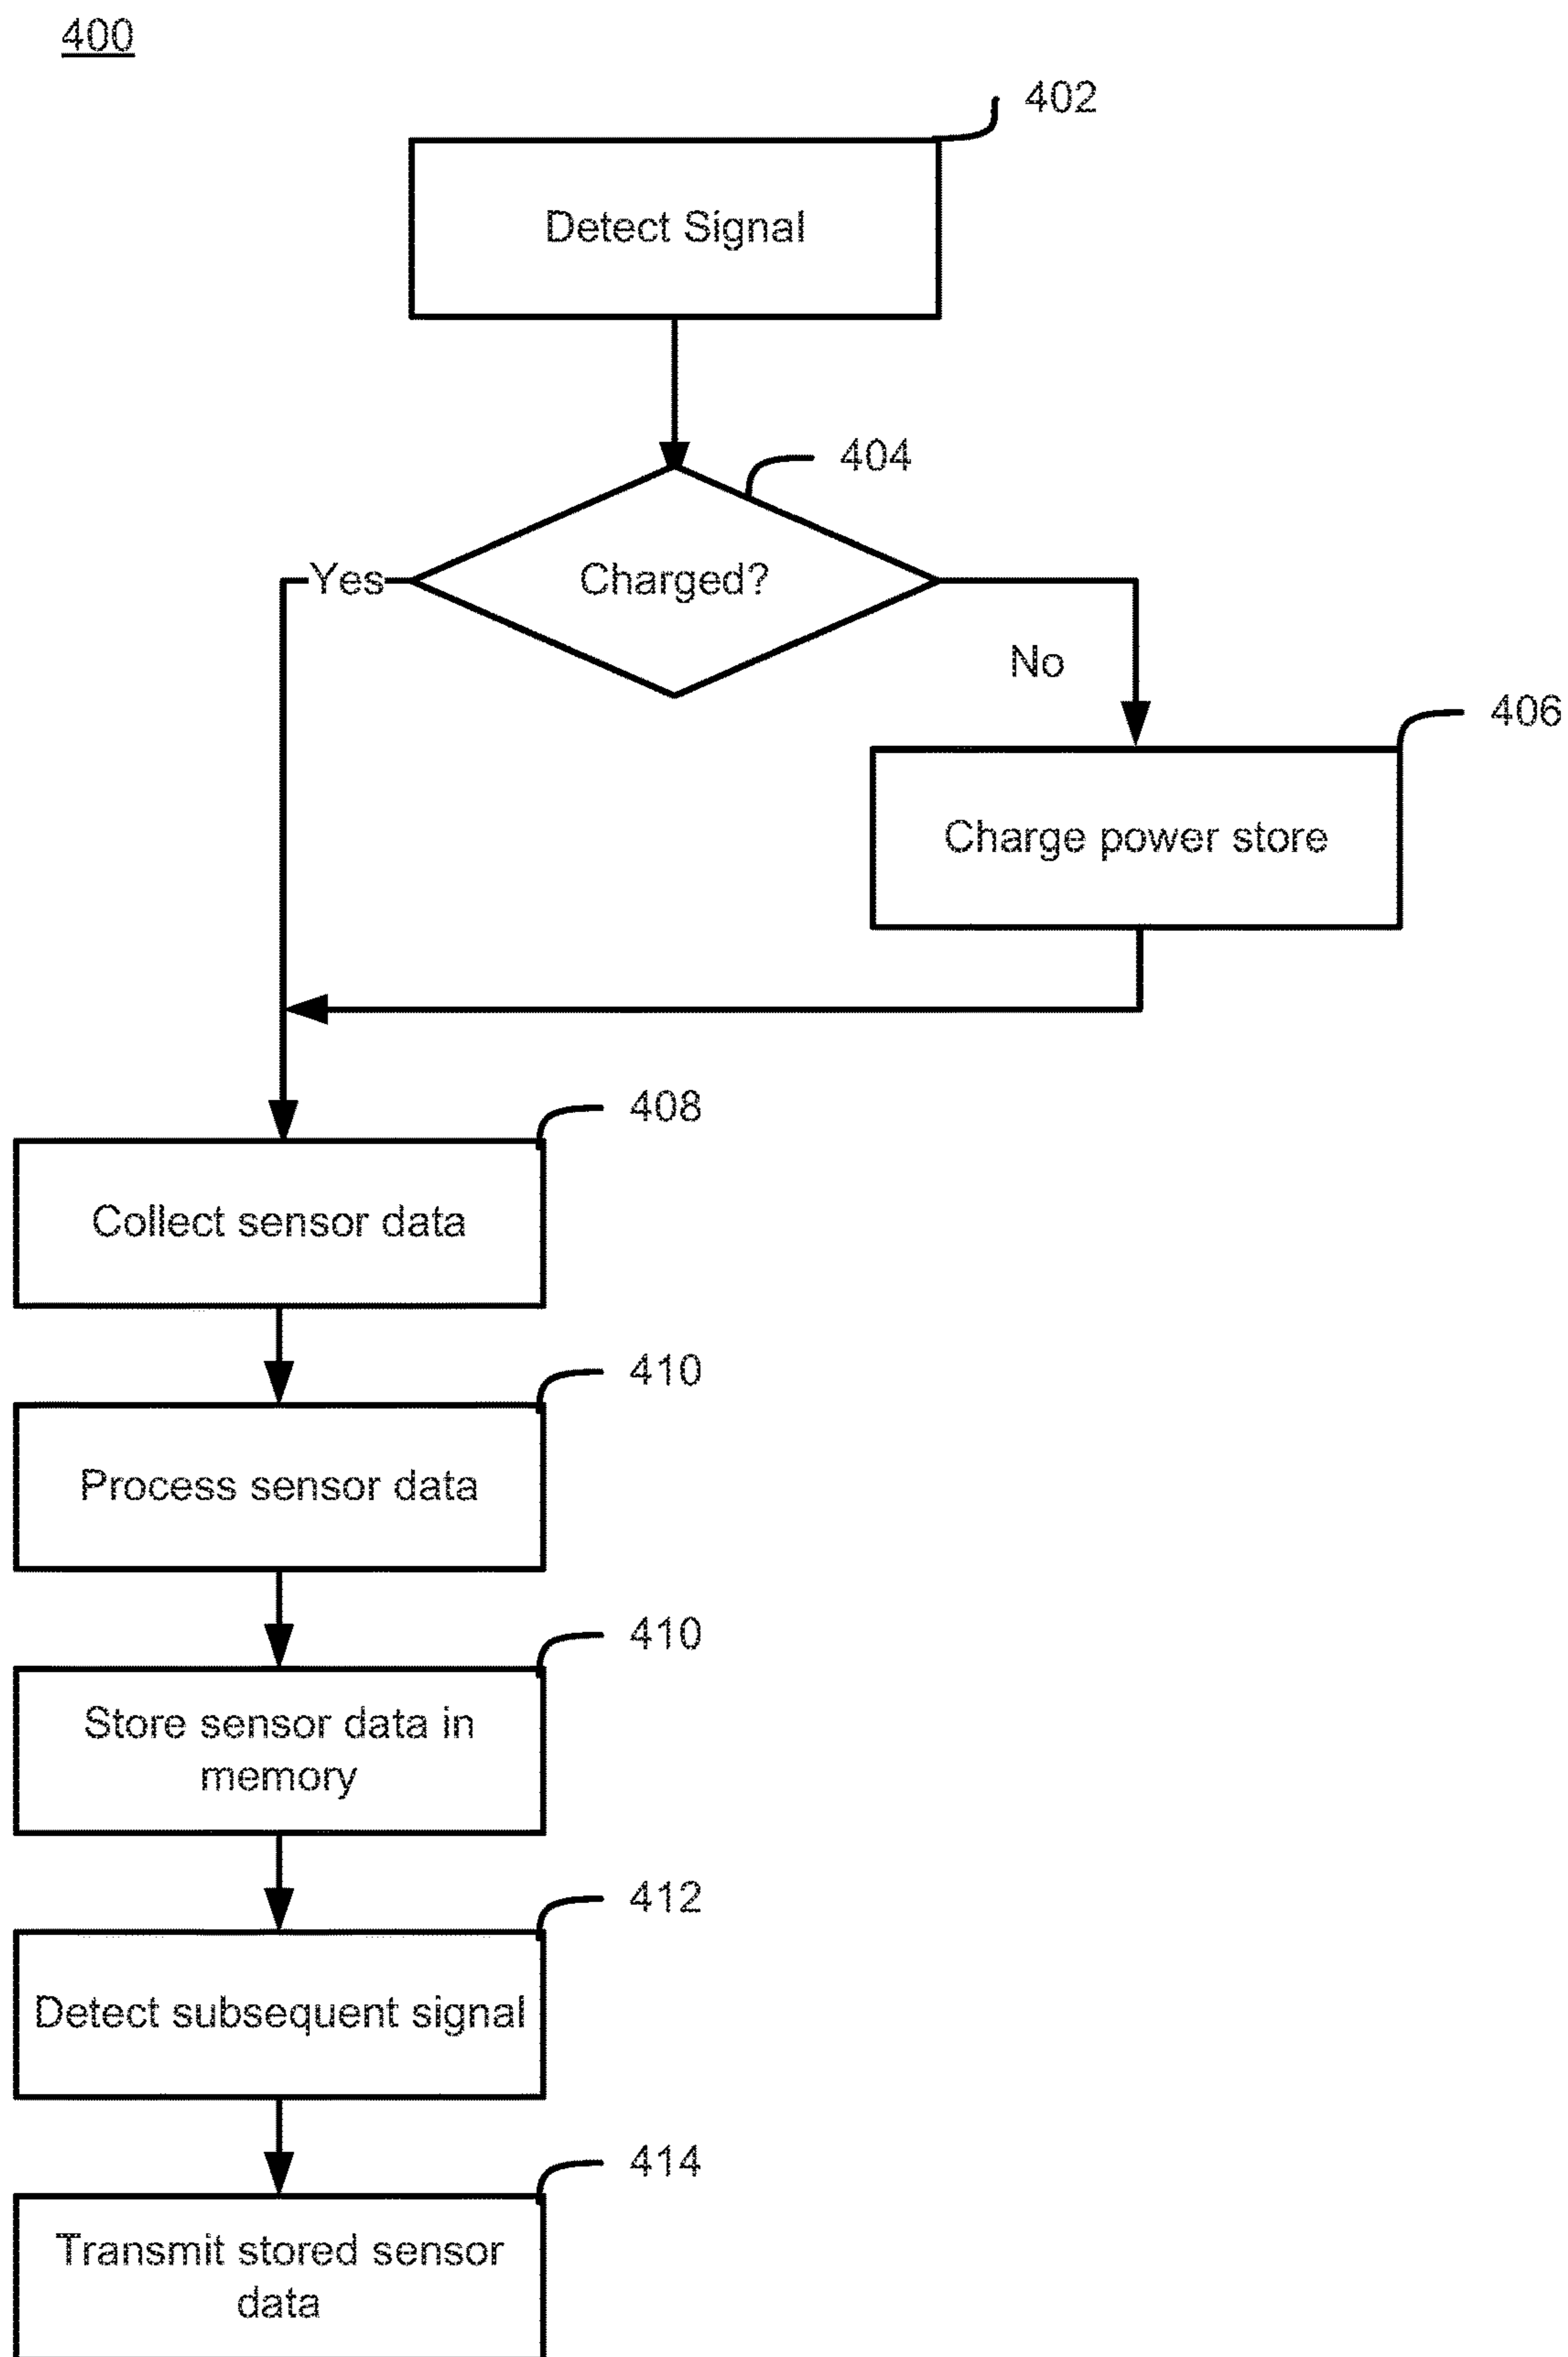 400
402
Detect Signal
404
Charged?
Yes
No
406
Charge power store
408
Collect sensor data
410
Process sensor data
410
Store sensor data in
memory
412
Detect subsequent signal
414
Transmit stored sensor
data